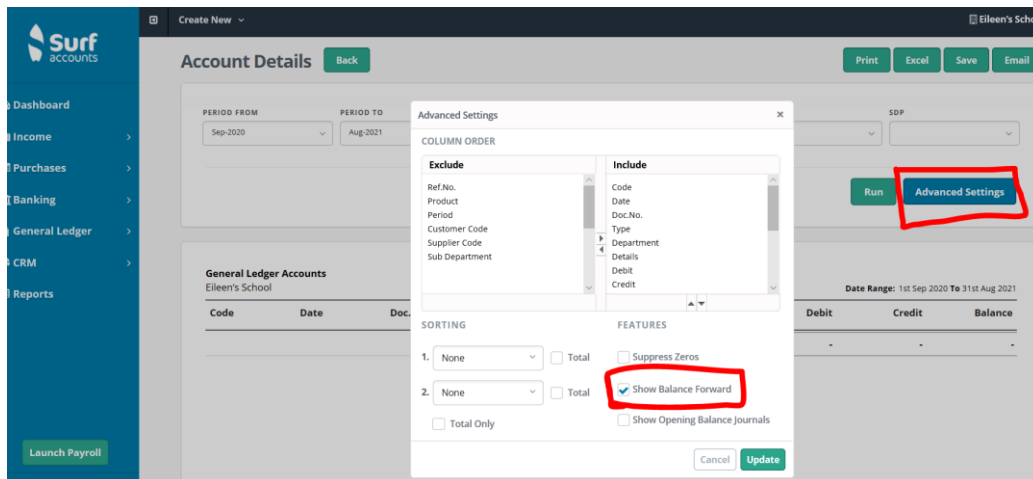 Surf
accounts
Dashboard
Income
Purchases
Banking
General Ledger
CRM
Reports
Launch Payroll
Create New
Eileen's Scho
Account Details
Back
Print
Excel
Save
Email
PERIOD FROM
PERIOD TO
SDP
Sep-2020
Aug-2021
Run
Advanced Settings
General Ledger Accounts
Eileen's School
Date Range: 1st Sep 2020 To 31st Aug 2021
Code
Date
Doc.
Debit
Credit
Balance
-
-
-
Advanced Settings
×
COLUMN ORDER
Exclude
Ref.No.
Product
Period
Customer Code
Supplier Code
Sub Department
Include
Code
Date
Doc.No.
Type
Department
Details
Debit
Credit
SORTING
1. None
Total
2. None
Total
Total Only
FEATURES
Suppress Zeros
Show Balance Forward
Show Opening Balance Journals
Cancel
Update